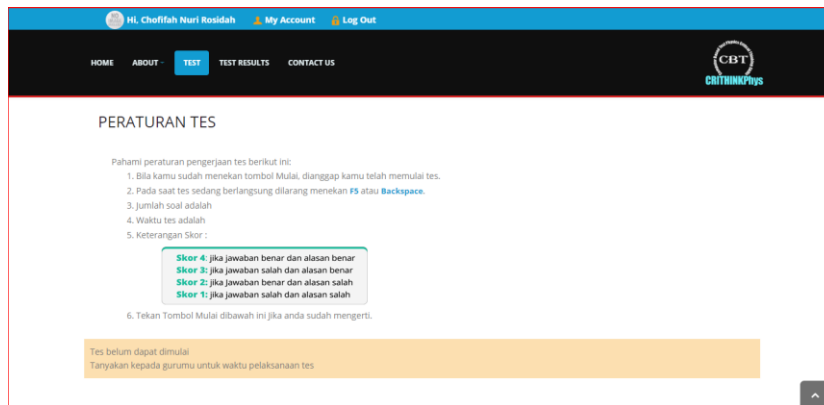 Hi, Chofifah Nuri Rosidah My Account Log Out
HOME ABOUT TEST TEST RESULTS CONTACT US
CBT
CRITHINKPhys
PERATURAN TES
Pahami peraturan pengerjaan tes berikut ini:
1. Bila kamu sudah menekan tombol Mulai, dianggap kamu telah memulai tes.
2. Pada saat tes sedang berlangsung dilarang menekan F5 atau Backspace.
3. Jumlah soal adalah
4. Waktu tes adalah
5. Keterangan Skor :
Skor 4: jika jawaban benar dan alasan benar
Skor 3: jika jawaban salah dan alasan benar
Skor 2: jika Jawaban benar dan alasan salah
Skor 1: jika jawaban salah dan alasan salah
6. Tekan Tombol Mulai dibawah ini Jika anda sudah mengerti.
Tes belum dapat dimulai
Tanyakan kepada gurumu untuk waktu pelaksanaan tes